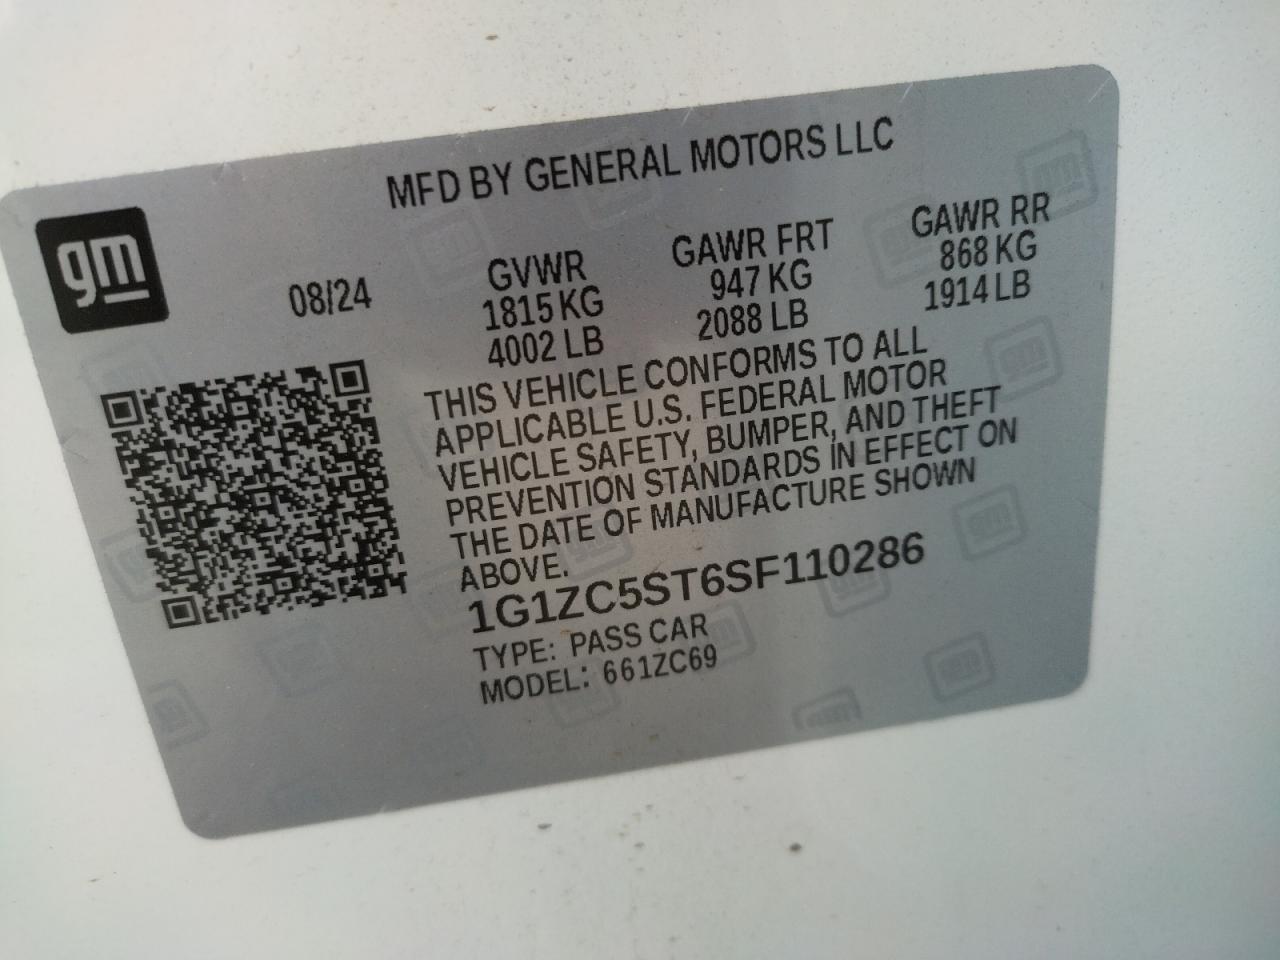 MFD BY GENERAL MOTORS LLC
gm
08/24
GVWR
1815 KG
4002 LB
GAWR FRT
947 KG
2088 LB
GAWR RR
868 KG
1914 LB
THIS VEHICLE CONFORMS TO ALL
APPLICABLE U.S. FEDERAL MOTOR
VEHICLE SAFETY, BUMPER, AND THEFT
PREVENTION STANDARDS IN EFFECT ON
THE DATE OF MANUFACTURE SHOWN
ABOVE.
1G1ZC5ST6SF110286
TYPE: PASS CAR
MODEL: 661ZC69